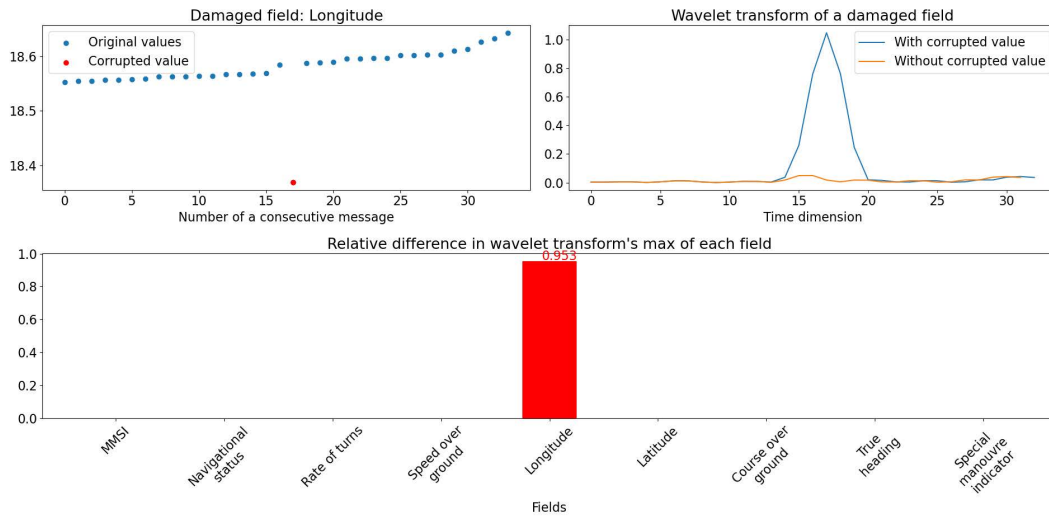 Damaged field: Longitude
Original values
Corrupted value
18.6
18.5
18.4
0 5 10 15 20 25 30
Number of a consecutive message
Wavelet transform of a damaged field
With corrupted value
Without corrupted value
1.0
0.8
0.6
0.4
0.2
0.0
0 5 10 15 20 25 30
Time dimension
Relative difference in wavelet transform's max of each field
0.953
1.0
0.8
0.6
0.4
0.2
0.0
MMSI
Navigational
status
Rate of turns
Speed over
ground
Longitude
Latitude
Course over
ground
True
heading
Special
manouvre
indicator
Fields